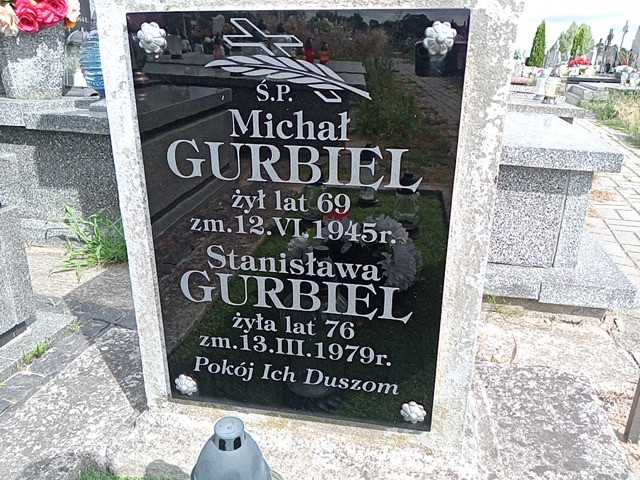 Ś.P.
Michał
GURBIEL
żył lat 69
zm.12.VI.1945r.
Stanisława
GURBIEL
żyła lat 76
zm.13.III.1979r.
Pokój Ich Duszom